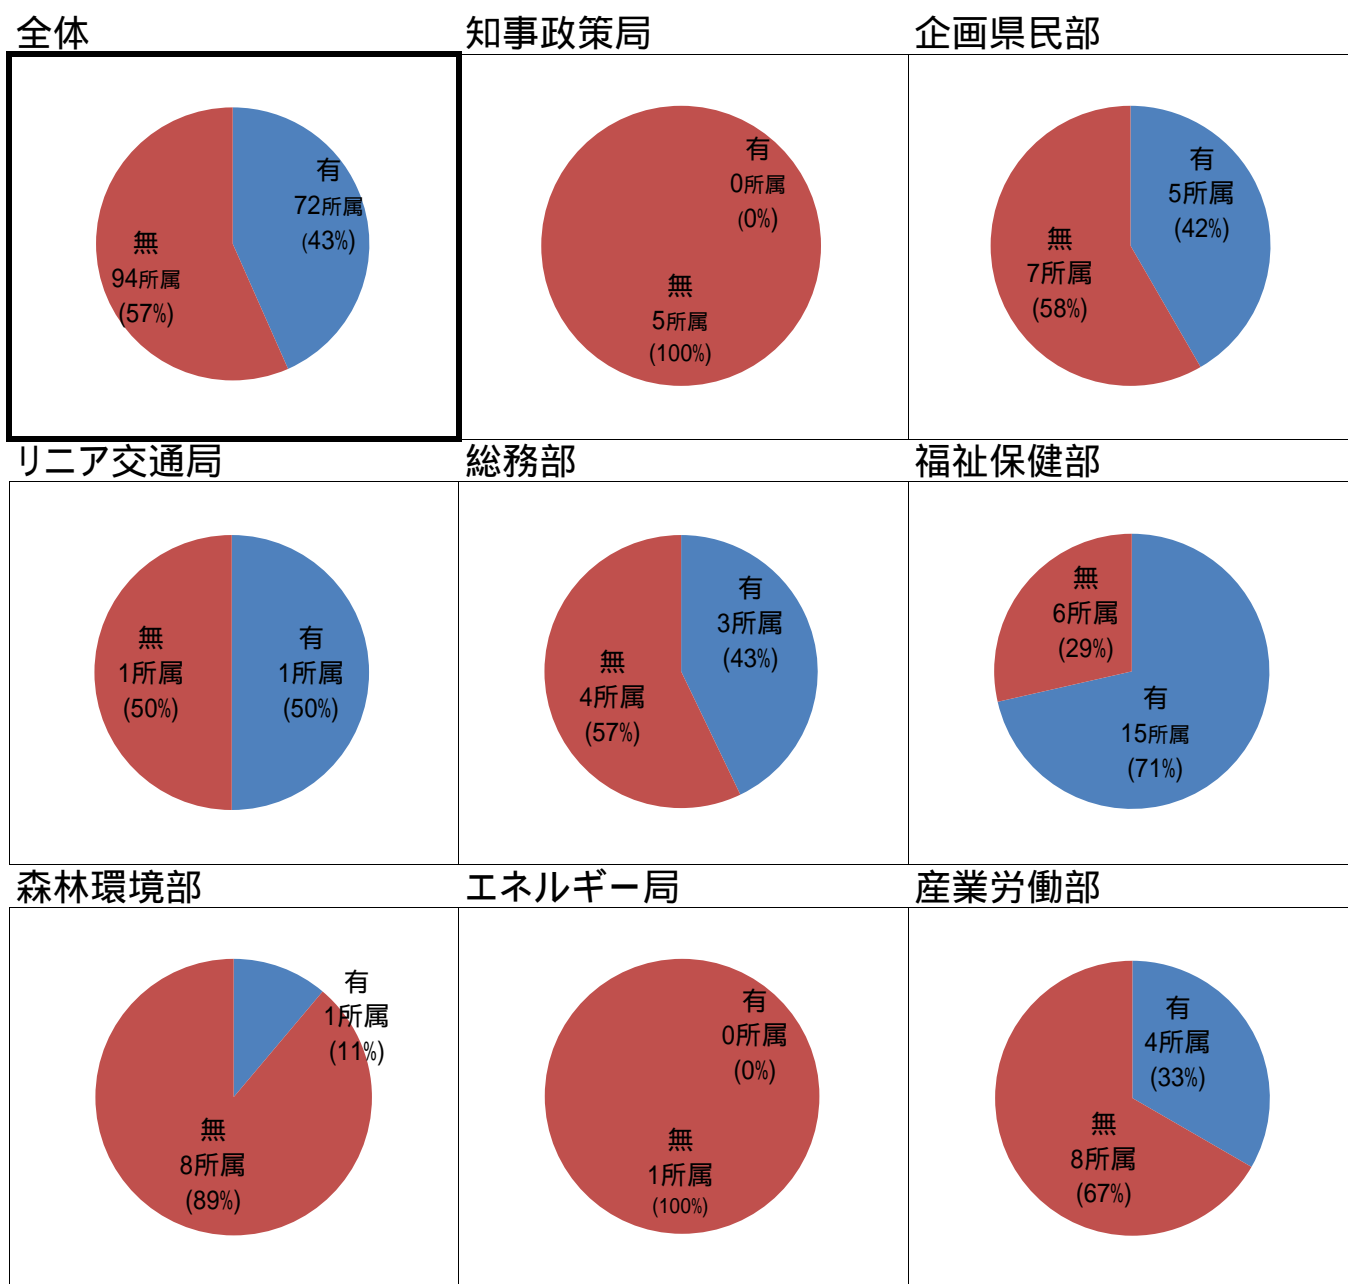 全体
有
72所属
(43%)
無
94所属
(57%)
知事政策局
有
0所属
(0%)
無
5所属
(100%)
企画県民部
有
5所属
(42%)
無
7所属
(58%)
リニア交通局
無
1所属
(50%)
有
1所属
(50%)
総務部
有
3所属
(43%)
無
4所属
(57%)
福祉保健部
無
6所属
(29%)
有
15所属
(71%)
森林環境部
有
1所属
(11%)
無
8所属
(89%)
エネルギー局
有
0所属
(0%)
無
1所属
(100%)
産業労働部
有
4所属
(33%)
無
8所属
(67%)